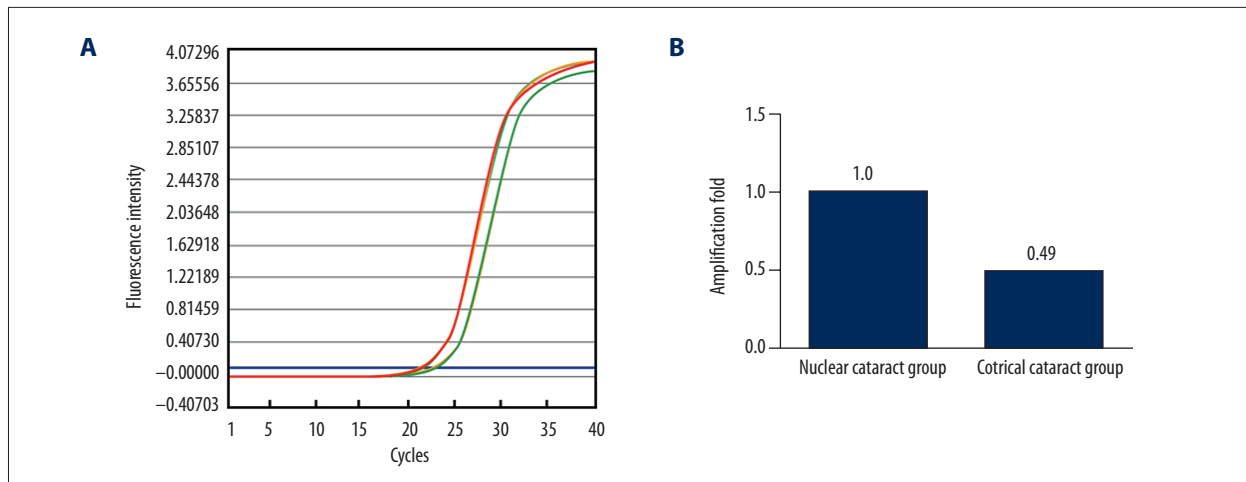 A
4.07296
3.65556
3.25837
2.85107
2.44378
2.03648
1.62918
1.22189
0.81459
0.40730
–0.00000
–0.40703
Fluorescence intensity
1 5 10 15 20 25 30 35 40
Cycles
B
1.5
1.0
0.5
0.0
Amplification fold
1.0
0.49
Nuclear cataract group
Cotrical cataract group